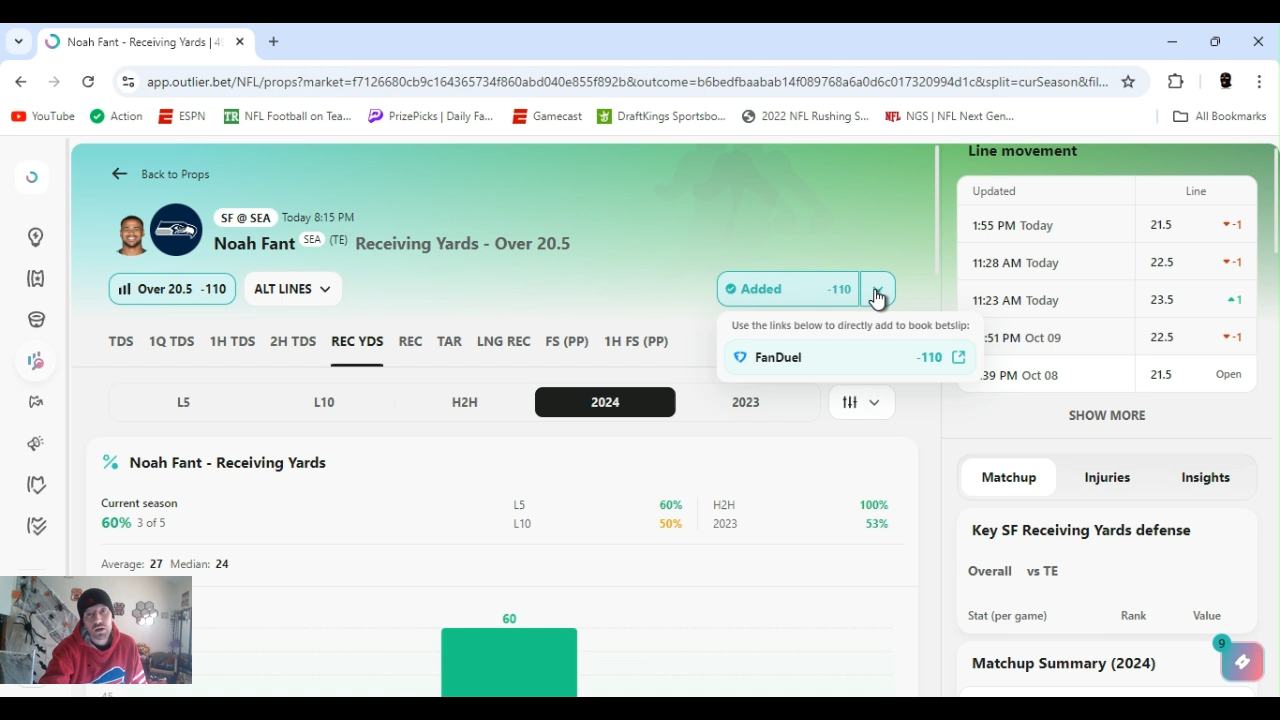 Noah Fant - Receiving Yards | 4
app.outlier.bet/NFL/props?market=f7126680cb9c164365734f860abd040e855f892b&outcome=b6bedfbaabab14f089768a6a0d6c017320994d1c&split=curSeason&fil...
YouTube Action ESPN NFL Football on Tea... PrizePicks | Daily Fa... Gamecast DraftKings Sportsbo... 2022 NFL Rushing S... NGS | NFL Next Gen... All Bookmarks
Back to Props
SF @ SEA Today 8:15 PM
Noah Fant SEA (TE) Receiving Yards - Over 20.5
Over 20.5 -110 ALT LINES
Added -110
Use the links below to directly add to book betslip:
FanDuel -110
TDS 1Q TDS 1H TDS 2H TDS REC YDS REC TAR LNG REC FS (PP) 1H FS (PP)
L5 L10 H2H 2024 2023
Noah Fant - Receiving Yards
Current season
60% 3 of 5
L5 60% H2H 100%
L10 50% 2023 53%
Average: 27 Median: 24
60
45
Line movement
Updated Line
1:55 PM Today 21.5 -1
11:28 AM Today 22.5 -1
11:23 AM Today 23.5 1
:51 PM Oct 09 22.5 -1
:39 PM Oct 08 21.5 Open
SHOW MORE
Matchup Injuries Insights
Key SF Receiving Yards defense
Overall vs TE
Stat (per game) Rank Value
Matchup Summary (2024)
9